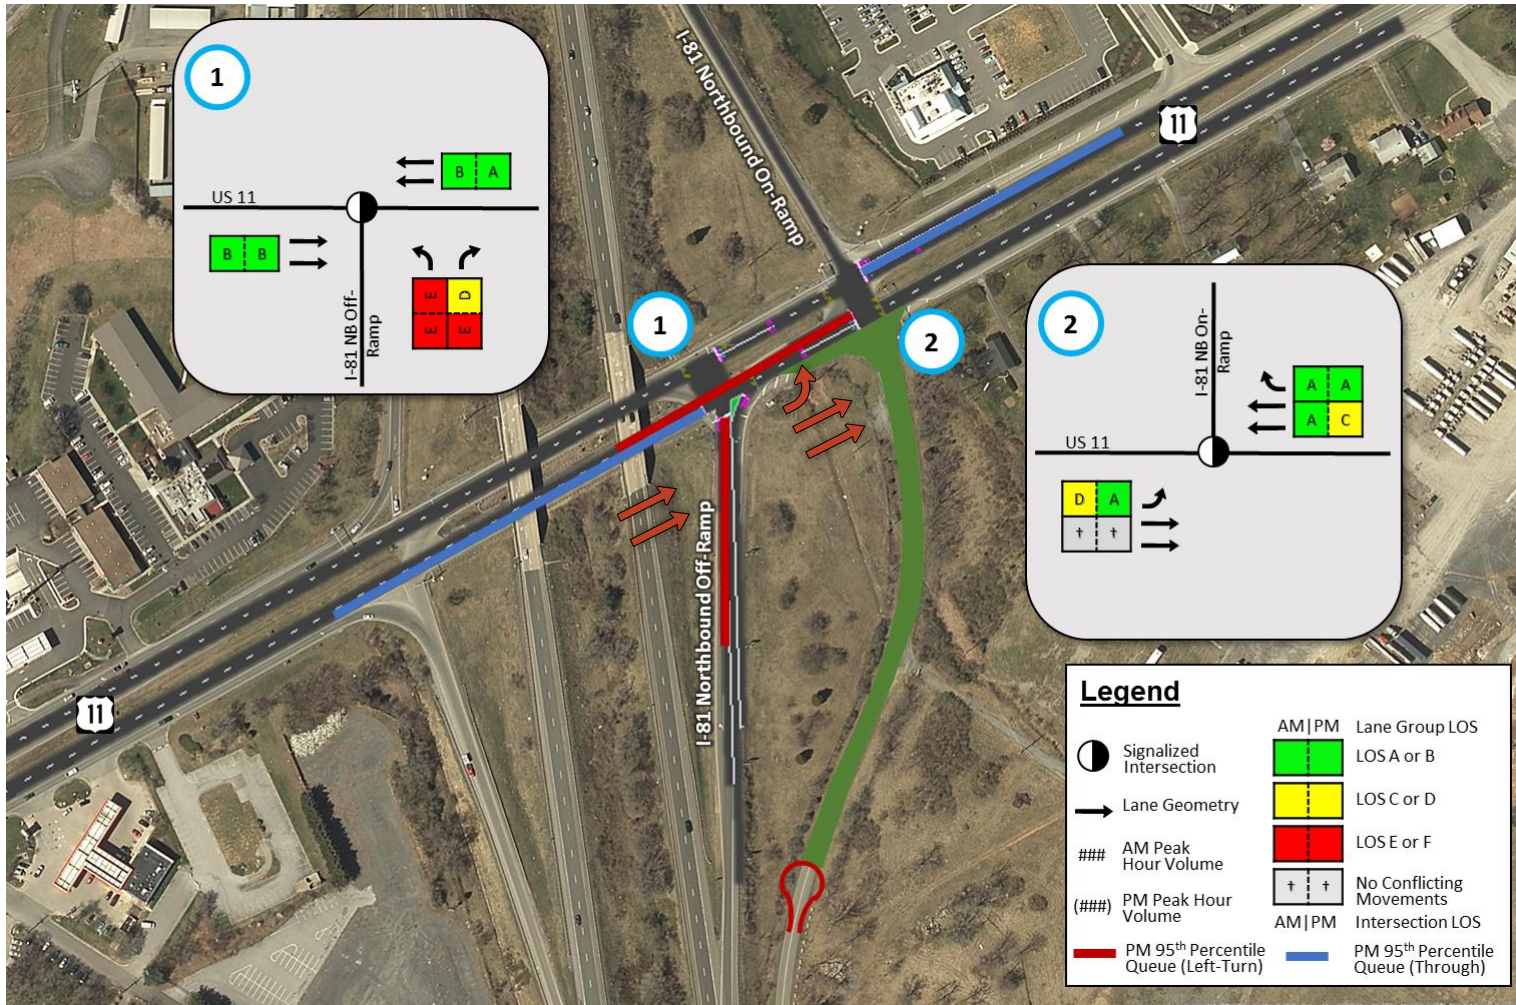 1
B A
US 11
B B
E D
E E
I-81 NB Off-
Ramp
I-81 Northbound On-Ramp
11
1
2
2
I-81 NB On-
Ramp
A A
A C
US 11
D A
† †
I-81 Northbound Off-Ramp
11
Legend
Signalized
Intersection
Lane Geometry
### AM Peak
Hour Volume
(###) PM Peak Hour
Volume
PM 95th Percentile
Queue (Left-Turn)
AM|PM Lane Group LOS
LOS A or B
LOS C or D
LOS E or F
† † No Conflicting
Movements
AM|PM Intersection LOS
PM 95th Percentile
Queue (Through)